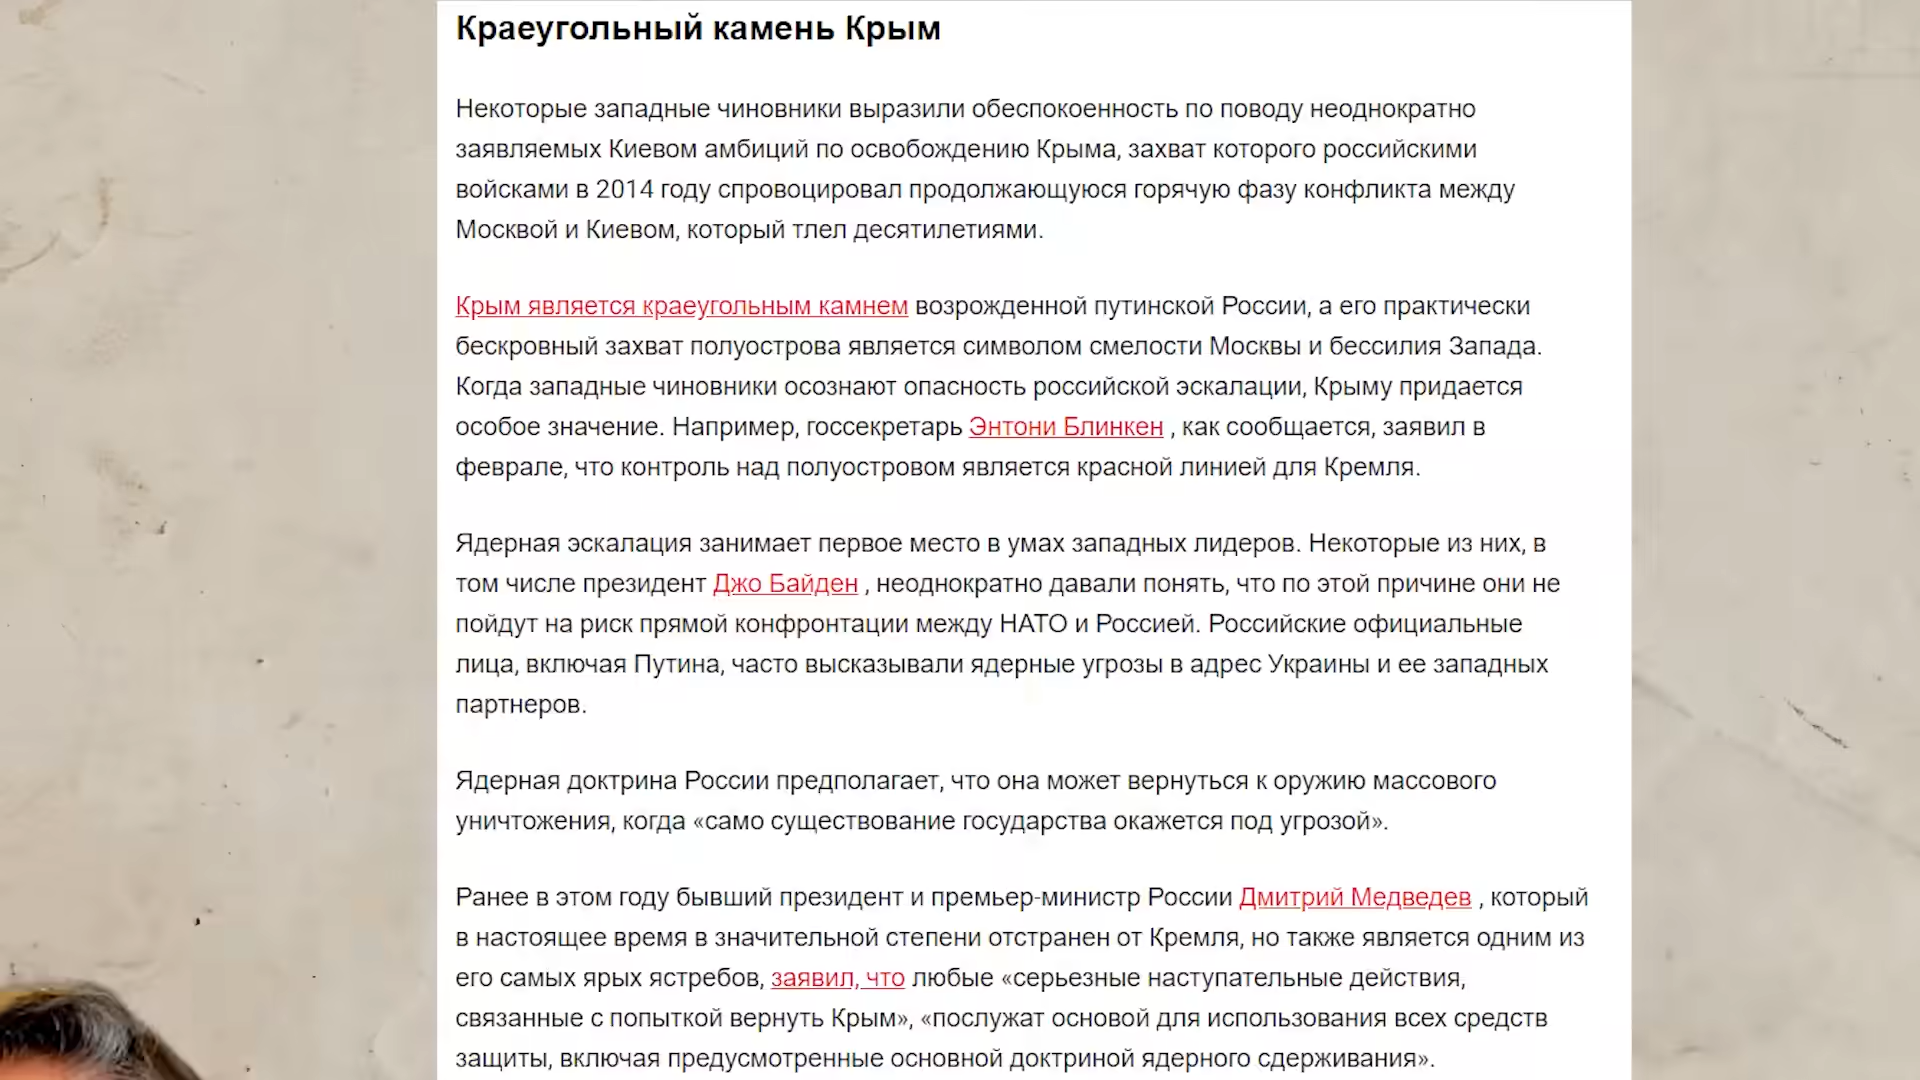 Краеугольный камень Крым
Некоторые западные чиновники выразили обеспокоенность по поводу неоднократно
заявляемых Киевом амбиций по освобождению Крыма, захват которого российскими
войсками в 2014 году спровоцировал продолжающуюся горячую фазу конфликта между
Москвой и Киевом, который тлел десятилетиями.
Крым является краеугольным камнем возрожденной путинской России, а его практически
бескровный захват полуострова является символом смелости Москвы и бессилия Запада.
Когда западные чиновники осознают опасность российской эскалации, Крыму придается
особое значение. Например, госсекретарь Энтони Блинкен , как сообщается, заявил в
феврале, что контроль над полуостровом является красной линией для Кремля.
Ядерная эскалация занимает первое место в умах западных лидеров. Некоторые из них, в
том числе президент Джо Байден , неоднократно давали понять, что по этой причине они не
пойдут на риск прямой конфронтации между НАТО и Россией. Российские официальные
лица, включая Путина, часто высказывали ядерные угрозы в адрес Украины и ее западных
партнеров.
Ядерная доктрина России предполагает, что она может вернуться к оружию массового
уничтожения, когда «само существование государства окажется под угрозой».
Ранее в этом году бывший президент и премьер-министр России Дмитрий Медведев , который
в настоящее время в значительной степени отстранен от Кремля, но также является одним из
его самых ярых ястребов, заявил, что любые «серьезные наступательные действия,
связанные с попыткой вернуть Крым», «послужат основой для использования всех средств
защиты, включая предусмотренные основной доктриной ядерного сдерживания».